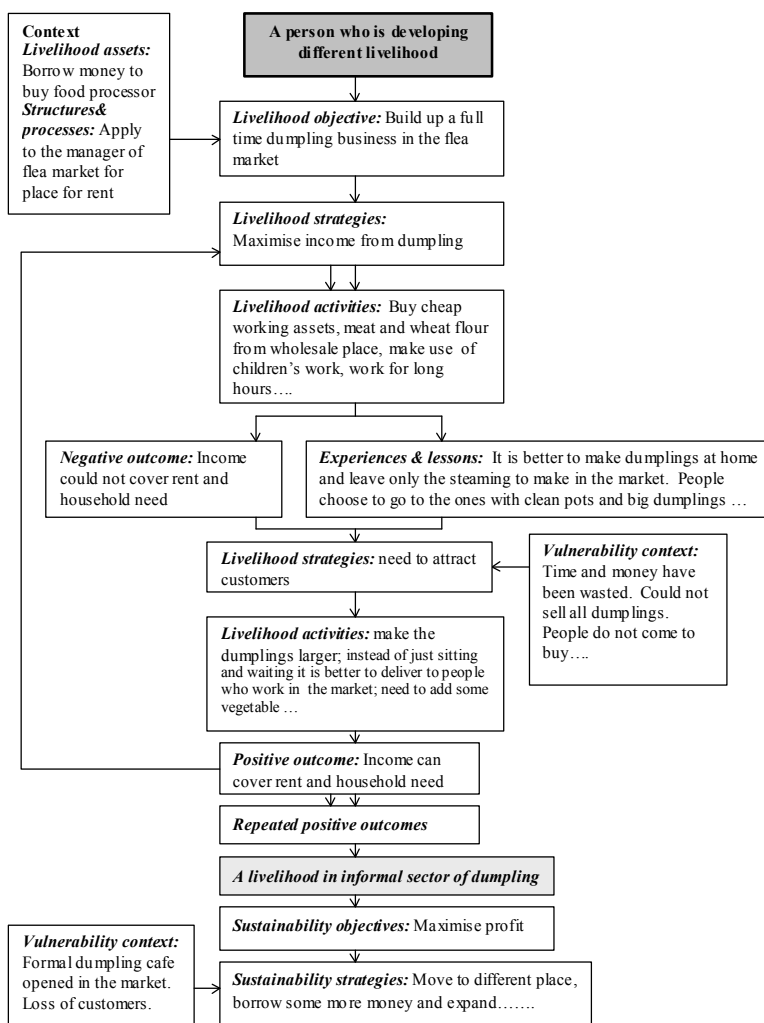 Context
Livelihood assets:
Borrow money to
buy food processor
Structures&
processes: Apply
to the manager of
flea market for
place for rent
A person who is developing
different livelihood
Livelihood objective: Build up a full
time dumpling business in the flea
market
Livelihood strategies:
Maximise income from dumpling
Livelihood activities: Buy cheap
working assets, meat and wheat flour
from wholesale place, make use of
children's work, work for long
hours….
Negative outcome: Income
could not cover rent and
household need
Experiences & lessons: It is better to make dumplings at home
and leave only the steaming to make in the market. People
choose to go to the ones with clean pots and big dumplings …
Livelihood strategies: need to attract
customers
Vulnerability context:
Time and money have
been wasted. Could not
sell all dumplings.
People do not come to
buy….
Livelihood activities: make the
dumplings larger; instead of just sitting
and waiting it is better to deliver to people
who work in the market; need to add some
vegetable …
Positive outcome: Income can
cover rent and household need
Repeated positive outcomes
A livelihood in informal sector of dumpling
Sustainability objectives: Maximise profit
Vulnerability context:
Formal dumpling cafe
opened in the market.
Loss of customers.
Sustainability strategies: Move to different place,
borrow some more money and expand…….